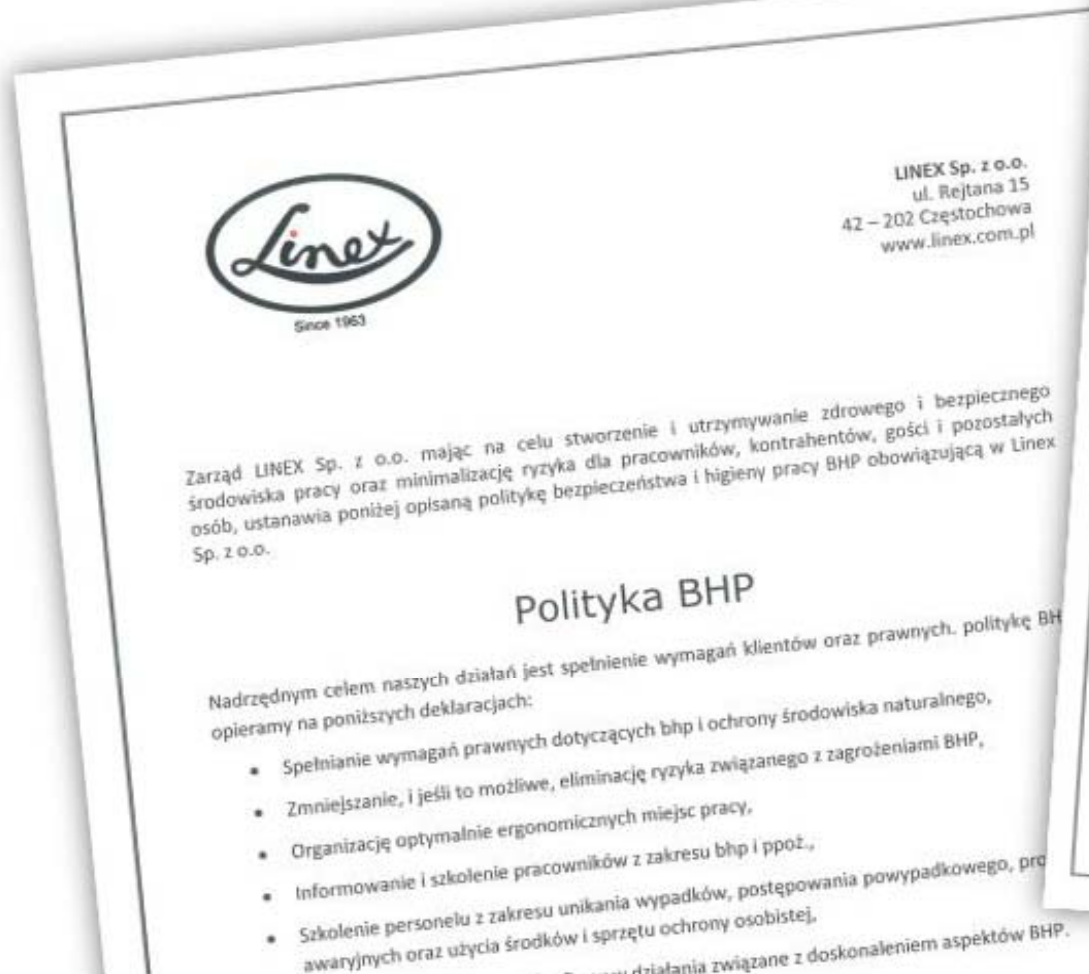 Linex
Since 1963
LINEX Sp. z o.o.
ul. Rejtana 15
42 – 202 Częstochowa
www.linex.com.pl
Zarząd LINEX Sp. z o.o. mając na celu stworzenie i utrzymywanie zdrowego i bezpiecznego
środowiska pracy oraz minimalizację ryzyka dla pracowników, kontrahentów, gości i pozostałych
osób, ustanawia poniżej opisaną politykę bezpieczeństwa i higieny pracy BHP obowiązującą w Linex
Sp. z o.o.
Polityka BHP
Nadrzędnym celem naszych działań jest spełnienie wymagań klientów oraz prawnych. politykę BH
opieramy na poniższych deklaracjach:
• Spełnianie wymagań prawnych dotyczących bhp i ochrony środowiska naturalnego,
• Zmniejszanie, i jeśli to możliwe, eliminację ryzyka związanego z zagrożeniami BHP,
• Organizację optymalnie ergonomicznych miejsc pracy,
• Informowanie i szkolenie pracowników z zakresu bhp i ppoż.,
• Szkolenie personelu z zakresu unikania wypadków, postępowania powypadkowego, pro
awaryjnych oraz użycia środków i sprzętu ochrony osobistej,
działania związane z doskonaleniem aspektów BHP.